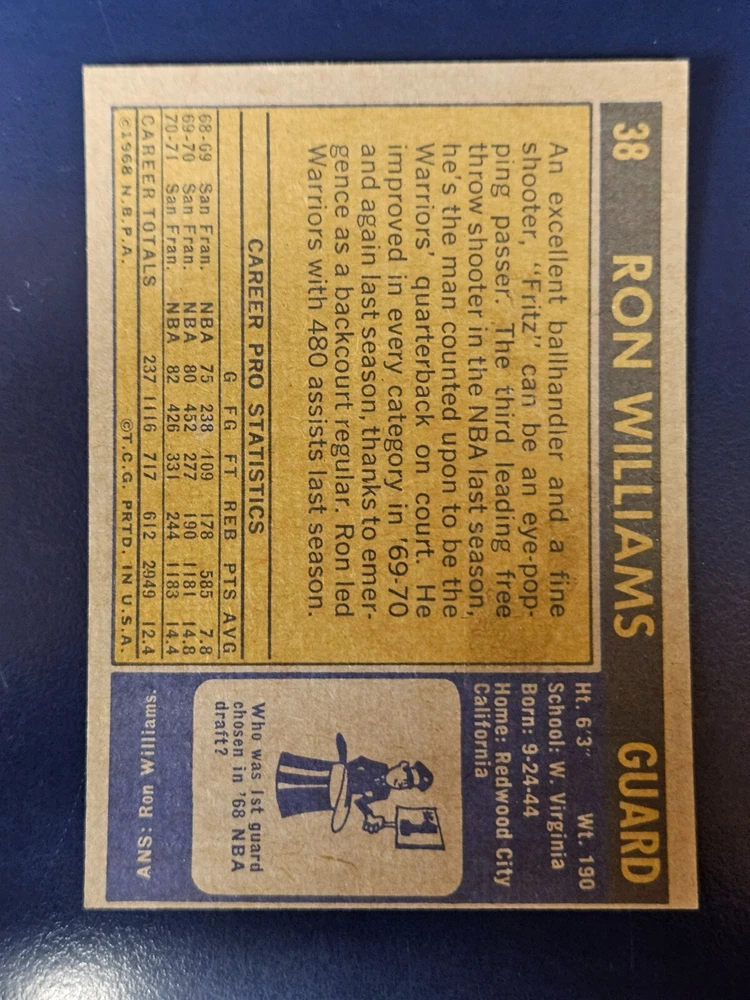 38 RON WILLIAMS GUARD
An excellent ballhandler and a fine
shooter, "Fritz" can be an eye-pop-
ping passer. The third leading free
throw shooter in the NBA last season,
he's the man counted upon to be the
Warriors' quarterback on court. He
improved in every category in '69-70
and again last season, thanks to emer-
gence as a backcourt regular. Ron led
Warriors with 480 assists last season.
CAREER PRO STATISTICS
G FG FT REB PTS AVG
68-69 San Fran. NBA 75 238 109 178 585 7.8
69-70 San Fran. NBA 80 452 277 190 1181 14.8
70-71 San Fran. NBA 82 426 331 244 1183 14.4
CAREER TOTALS 237 1116 717 612 2949 12.4
©1968 N.B.P.A. ©T.C.G. PRTD. IN U.S.A.
Ht. 6'3" Wt. 190
School: W. Virginia
Born: 9-24-44
Home: Redwood City
California
Who was 1st guard
chosen in '68 NBA
draft?
ANS: Ron Williams.